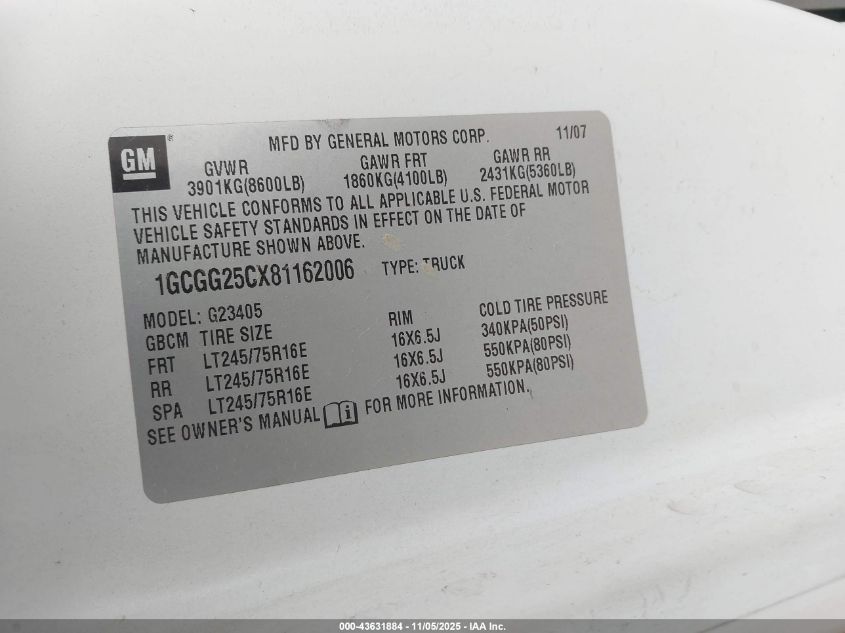 GM®
MFD BY GENERAL MOTORS CORP. 11/07
GVWR GAWR FRT GAWR RR
3901KG(8600LB) 1860KG(4100LB) 2431KG(5360LB)
THIS VEHICLE CONFORMS TO ALL APPLICABLE U.S. FEDERAL MOTOR
VEHICLE SAFETY STANDARDS IN EFFECT ON THE DATE OF
MANUFACTURE SHOWN ABOVE.
1GCGG25CX81162006 TYPE: TRUCK
MODEL: G23405
GBCM TIRE SIZE RIM COLD TIRE PRESSURE
FRT LT245/75R16E 16X6.5J 340KPA(50PSI)
RR LT245/75R16E 16X6.5J 550KPA(80PSI)
SPA LT245/75R16E 16X6.5J 550KPA(80PSI)
SEE OWNER'S MANUAL i FOR MORE INFORMATION.
000-43631884 - 11/05/2025 - IAA Inc.